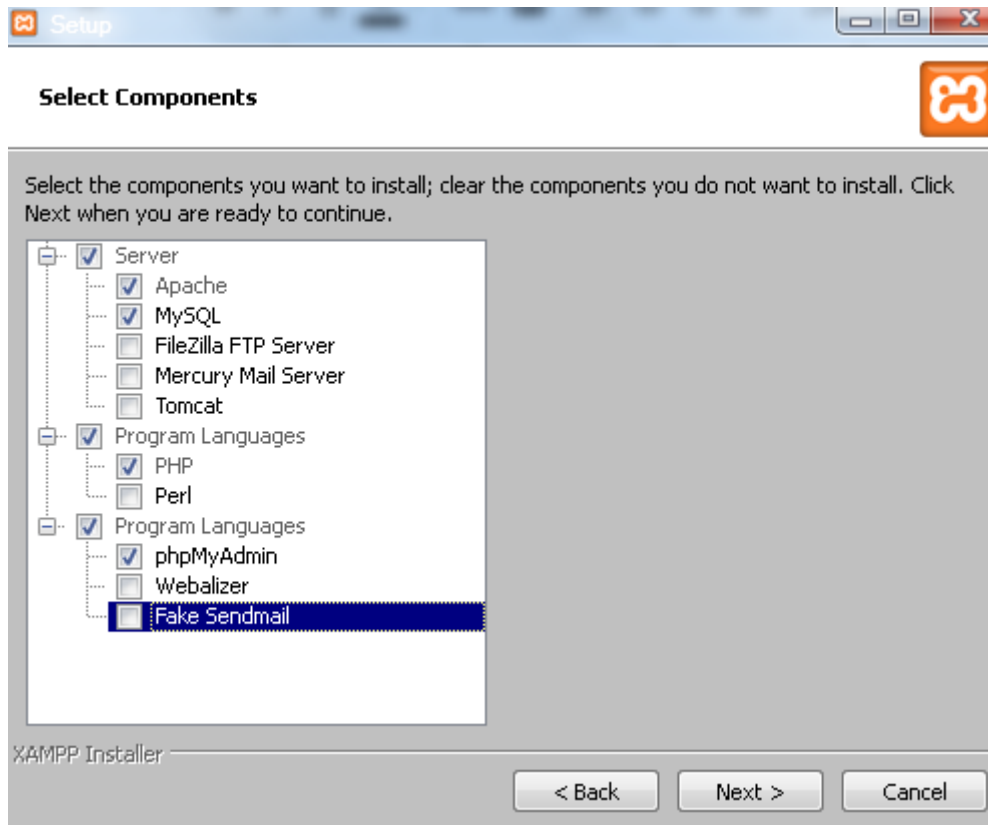 Setup
Select Components
Select the components you want to install; clear the components you do not want to install. Click
Next when you are ready to continue.
Server
Apache
MySQL
FileZilla FTP Server
Mercury Mail Server
Tomcat
Program Languages
PHP
Perl
Program Languages
phpMyAdmin
Webalizer
Fake Sendmail
XAMPP Installer
< Back
Next >
Cancel